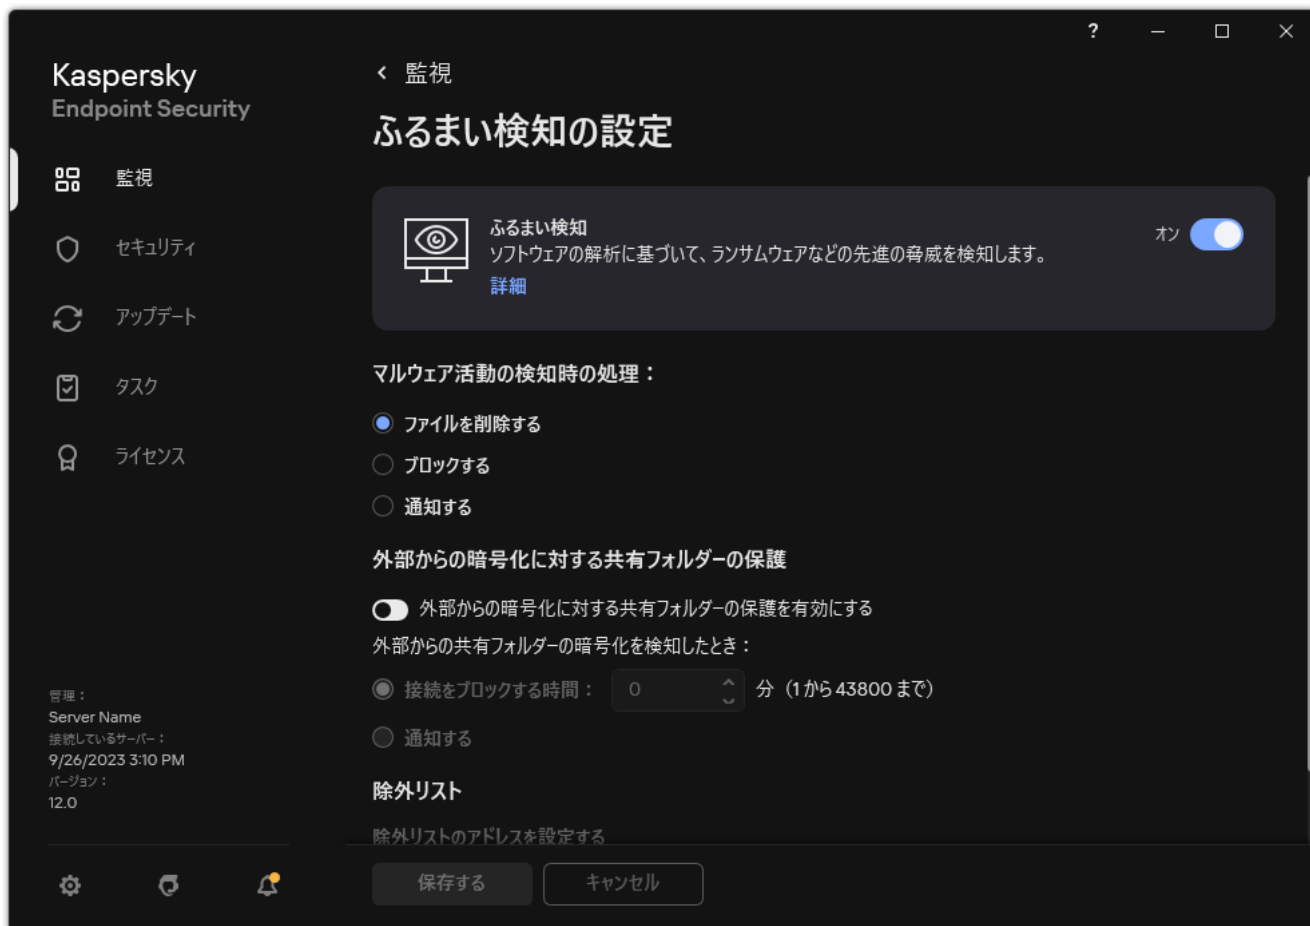 ?
Kaspersky
Endpoint Security
監視
セキュリティ
アップデート
タスク
ライセンス
管理：
Server Name
接続しているサーバー：
9/26/2023 3:10 PM
バージョン：
12.0
監視
ふるまい検知の設定
ふるまい検知
オン
ソフトウェアの解析に基づいて、ランサムウェアなどの先進の脅威を検知します。
詳細
マルウェア活動の検知時の処理：
ファイルを削除する
ブロックする
通知する
外部からの暗号化に対する共有フォルダーの保護
外部からの暗号化に対する共有フォルダーの保護を有効にする
外部からの共有フォルダーの暗号化を検知したとき：
接続をブロックする時間： 0 分（1 から 43800 まで）
通知する
除外リスト
除外リストのアドレスを設定する
保存する
キャンセル